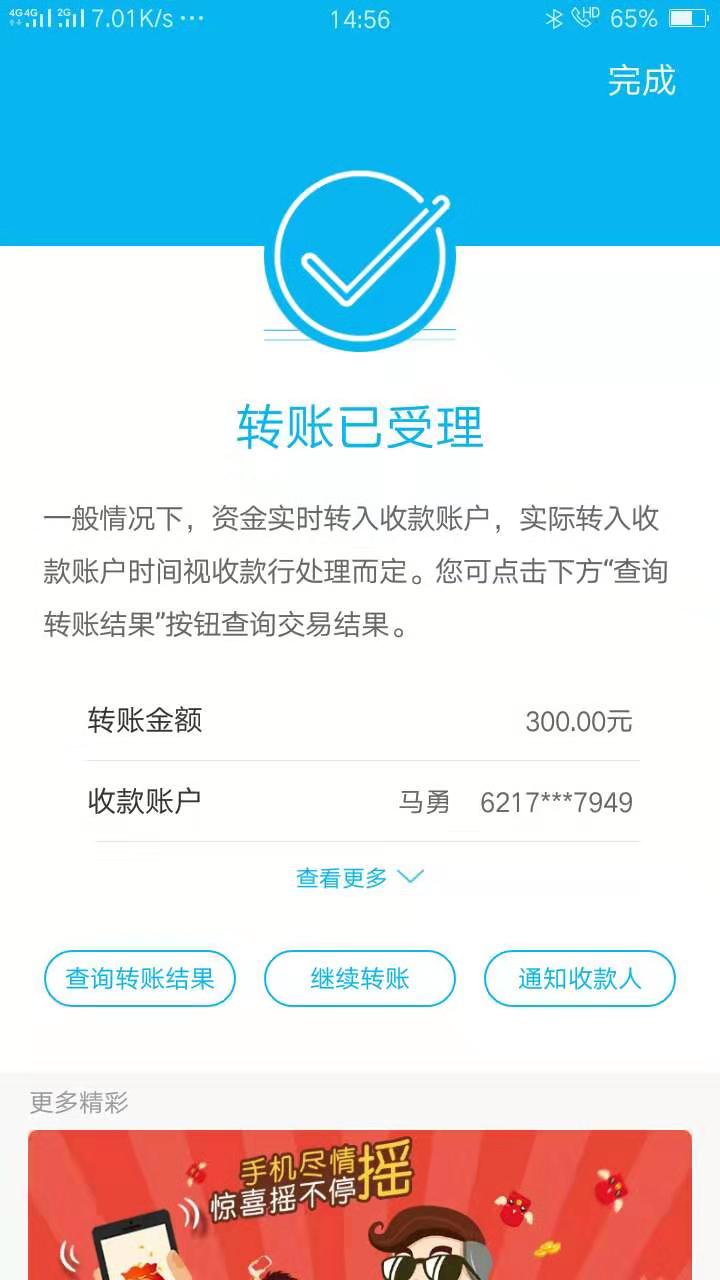 4G4G 2G 7.01K/s ··· 14:56 HD 65%
完成
转账已受理
一般情况下，资金实时转入收款账户，实际转入收
款账户时间视收款行处理而定。您可点击下方“查询
转账结果”按钮查询交易结果。
转账金额 300.00元
收款账户 马勇 6217***7949
查看更多
查询转账结果 继续转账 通知收款人
更多精彩
手机尽情摇
惊喜摇不停